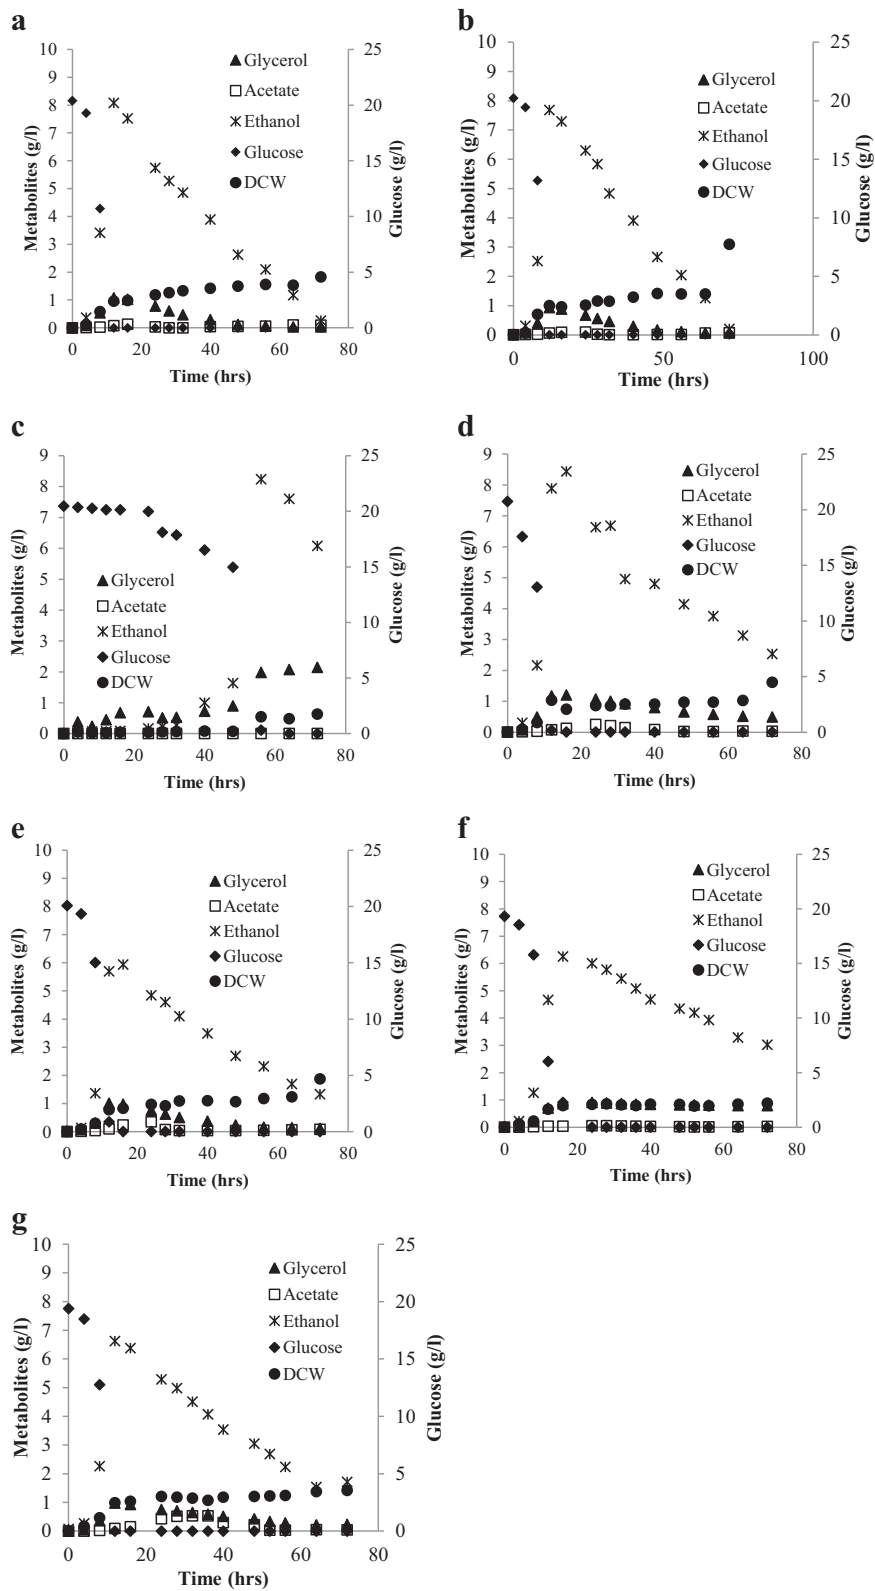 a
10
9
8
7
6
5
4
3
2
1
0
Metabolites (g/l)
25
20
15
10
5
0
Glucose (g/l)
Glycerol
Acetate
Ethanol
Glucose
DCW
0 20 40 60 80
Time (hrs)
b
10
9
8
7
6
5
4
3
2
1
0
Metabolites (g/l)
25
20
15
10
5
0
Glucose (g/l)
Glycerol
Acetate
Ethanol
Glucose
DCW
0 50 100
Time (hrs)
c
9
8
7
6
5
4
3
2
1
0
Metabolites (g/l)
25
20
15
10
5
0
Glucose (g/l)
Glycerol
Acetate
Ethanol
Glucose
DCW
0 20 40 60 80
Time (hrs)
d
9
8
7
6
5
4
3
2
1
0
Metabolites (g/l)
25
20
15
10
5
0
Glucose (g/l)
Glycerol
Acetate
Ethanol
Glucose
DCW
0 20 40 60 80
Time (hrs)
e
10
9
8
7
6
5
4
3
2
1
0
Metabolites (g/l)
25
20
15
10
5
0
Glucose (g/l)
Glycerol
Acetate
Ethanol
Glucose
DCW
0 20 40 60 80
Time (hrs)
f
10
9
8
7
6
5
4
3
2
1
0
Metabolites (g/l)
25
20
15
10
5
0
Glucose (g/l)
Glycerol
Acetate
Ethanol
Glucose
DCW
0 20 40 60 80
Time (hrs)
g
10
9
8
7
6
5
4
3
2
1
0
Metabolites (g/l)
25
20
15
10
5
0
Glucose (g/l)
Glycerol
Acetate
Ethanol
Glucose
DCW
0 20 40 60 80
Time (hrs)